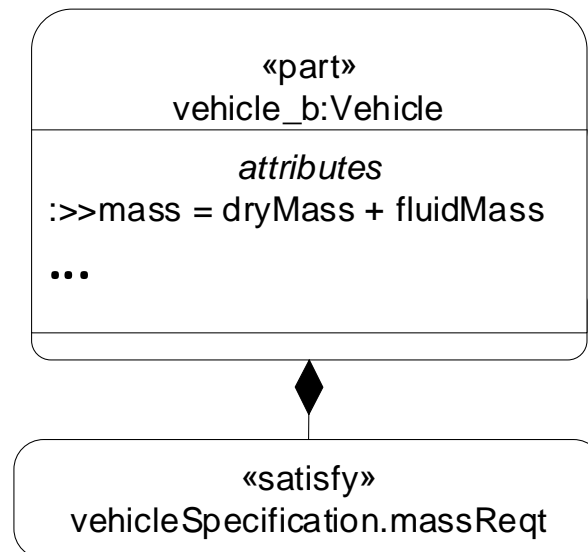 «part»
vehicle_b:Vehicle
attributes
:>>mass = dryMass + fluidMass
...
«satisfy»
vehicleSpecification.massReqt